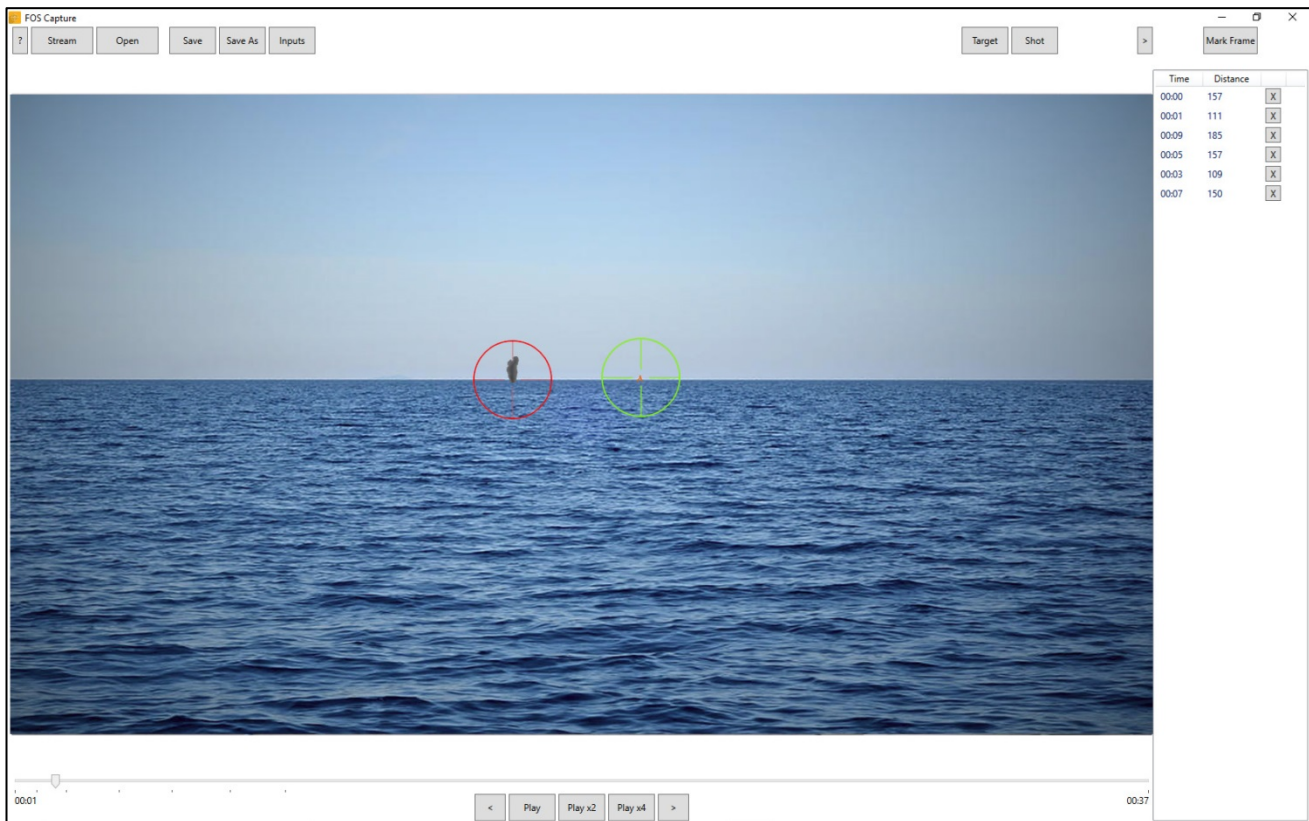 FOS Capture
? Stream Open Save Save As Inputs Target Shot > Mark Frame
Time Distance
00:00 157 X
00:01 111 X
00:09 185 X
00:05 157 X
00:03 109 X
00:07 150 X
00:01 00:37
< Play Play x2 Play x4 >